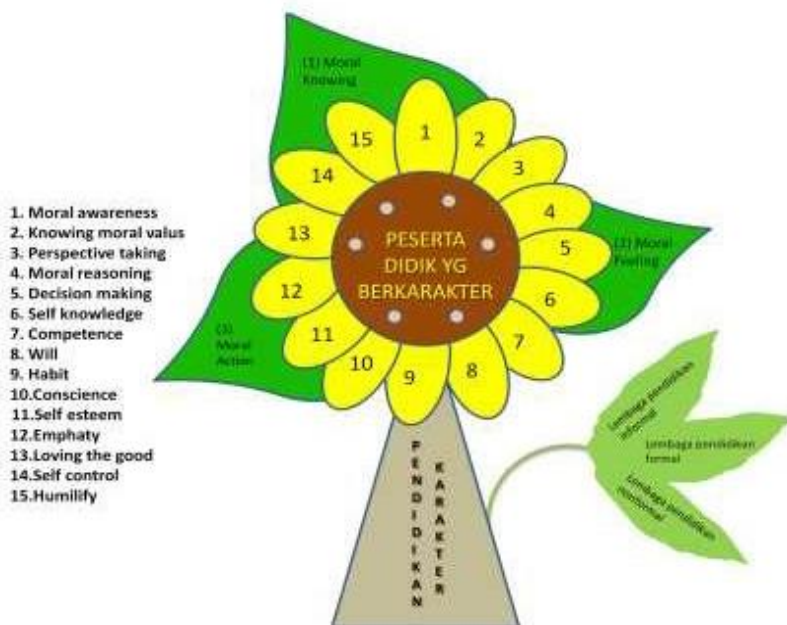 (1) Moral
Knowing
15
1
2
14
3
4
13
5
12
6
11
7
10
9
8
PESERTA
DIDIK YG
BERKARAKTER
Moral
Feeling
(3)
Moral
Action
1. Moral awareness
2. Knowing moral valus
3. Perspective taking
4. Moral reasoning
5. Decision making
6. Self knowledge
7. Competence
8. Will
9. Habit
10.Conscience
11.Self esteem
12.Emphaty
13.Loving the good
14.Self control
15.Humilify
PENDIDIKAN
KARAKTER
Lembaga pendidikan
informal
Lembaga pendidikan
formal
Lembaga pendidikan
nonformal